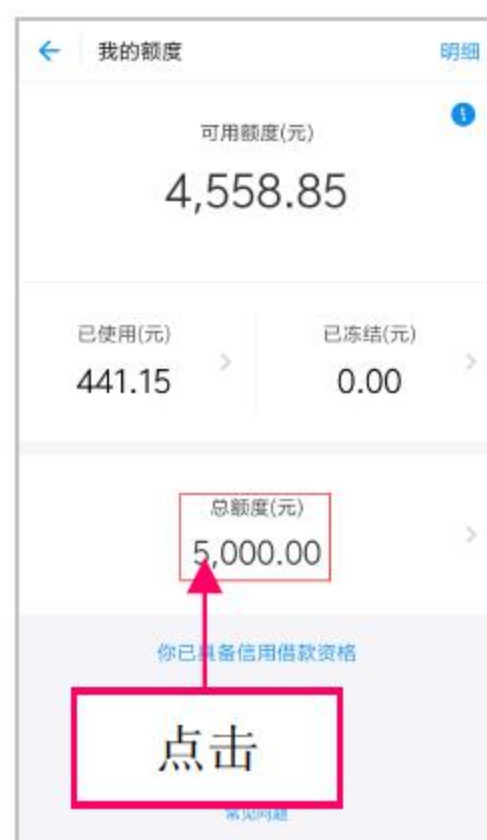 我的额度 明细
可用额度(元)
4,558.85
已使用(元) 已冻结(元)
441.15 0.00
总额度(元)
5,000.00
你已具备信用借款资格
点击
常见问题